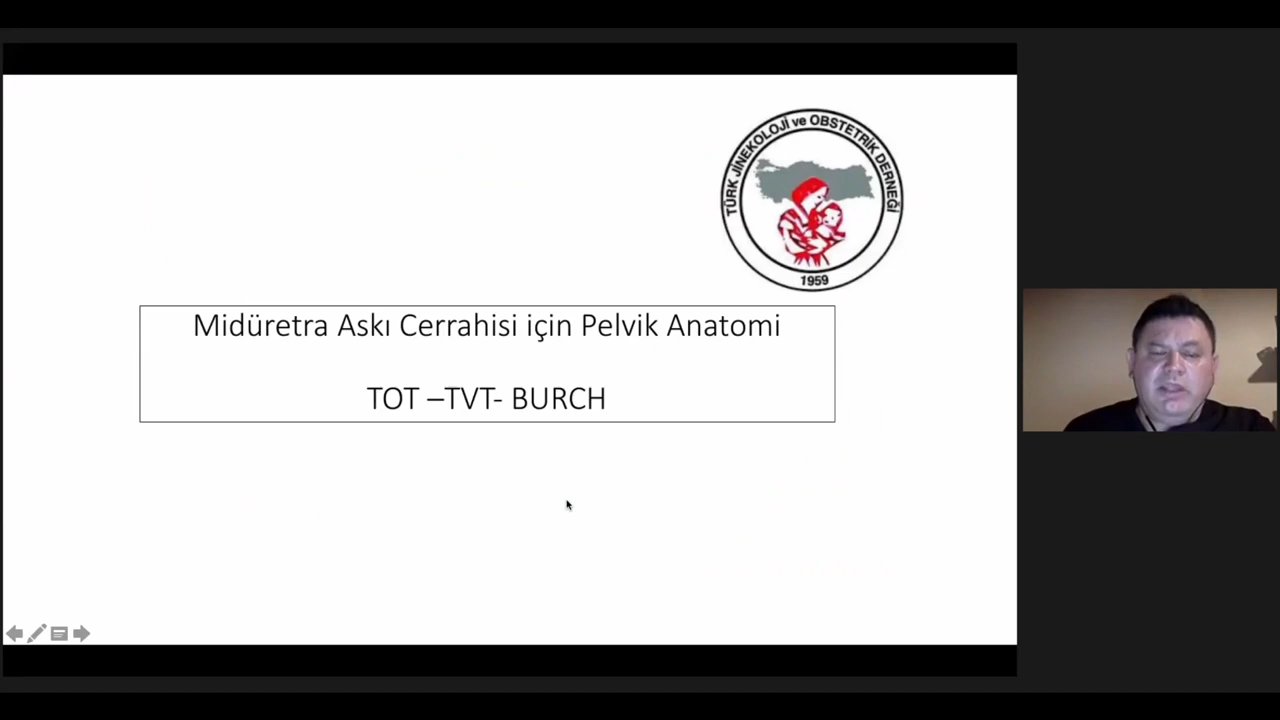 TÜRK JİNEKOLOJİ ve OBSTETRİK DERNEĞİ
1959
Midüretra Askı Cerrahisi için Pelvik Anatomi
TOT –TVT- BURCH